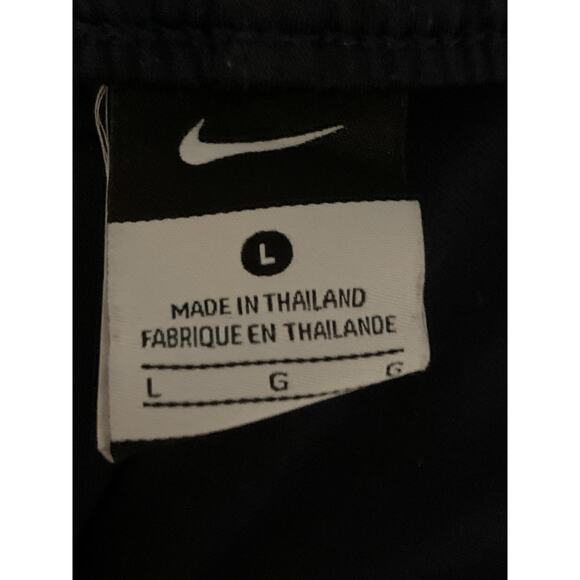 L
MADE IN THAILAND
FABRIQUE EN THAILANDE
L G G